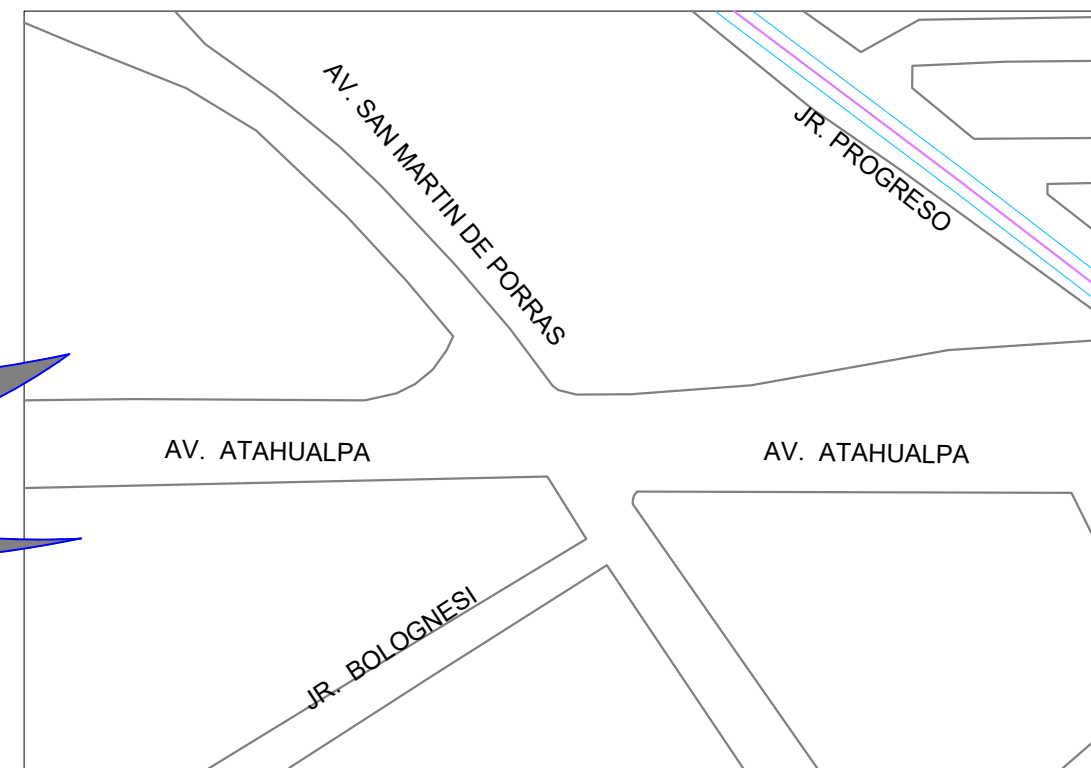 AV. SAN MARTIN DE PORRAS
JR. PROGRESO
AV. ATAHUALPA
AV. ATAHUALPA
JR. BOLOGNESI